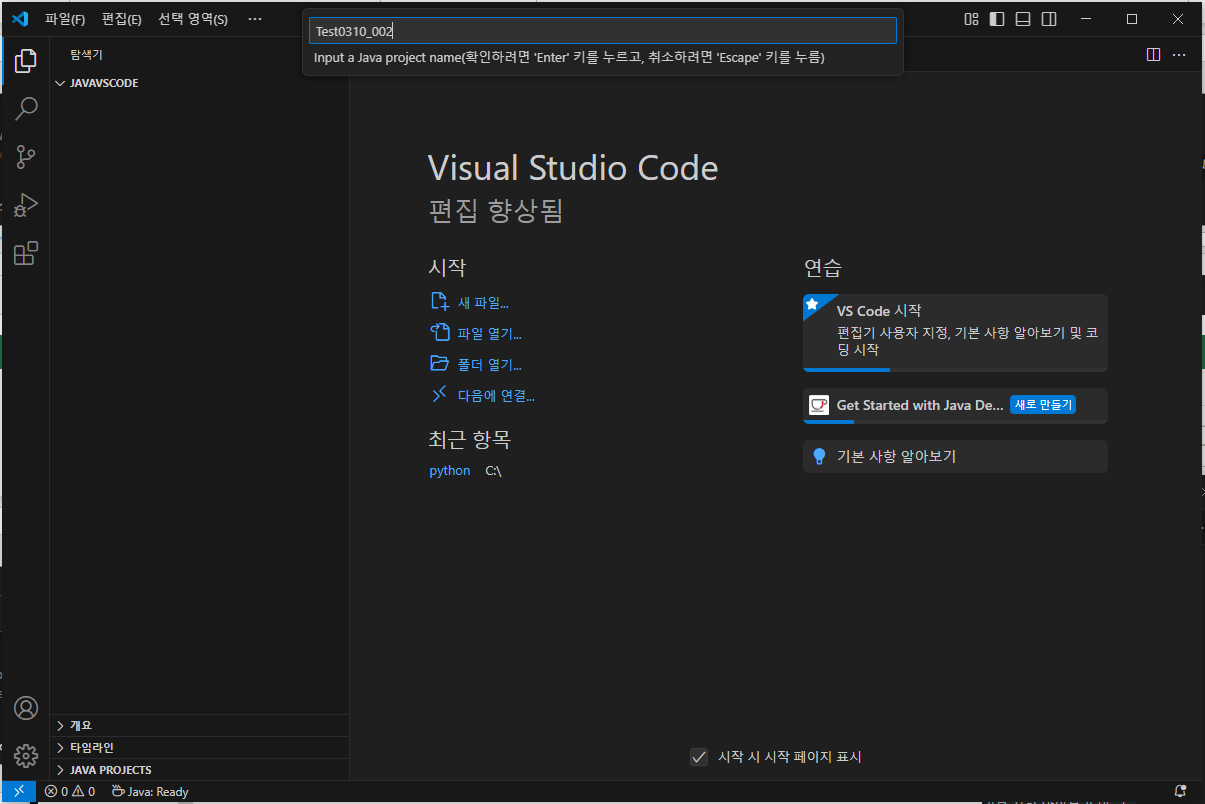 파일(F) 편집(E) 선택 영역(S) ···
Test0310_002
Input a Java project name(확인하려면 'Enter' 키를 누르고, 취소하려면 'Escape' 키를 누름)
탐색기
JAVAVSCODE
Visual Studio Code
편집 향상됨
시작
새 파일...
파일 열기...
폴더 열기...
다음에 연결...
최근 항목
python C:\
연습
VS Code 시작
편집기 사용자 지정, 기본 사항 알아보기 및 코
딩 시작
Get Started with Java De... 새로 만들기
기본 사항 알아보기
개요
타임라인
JAVA PROJECTS
시작 시 시작 페이지 표시
0 0 Java: Ready